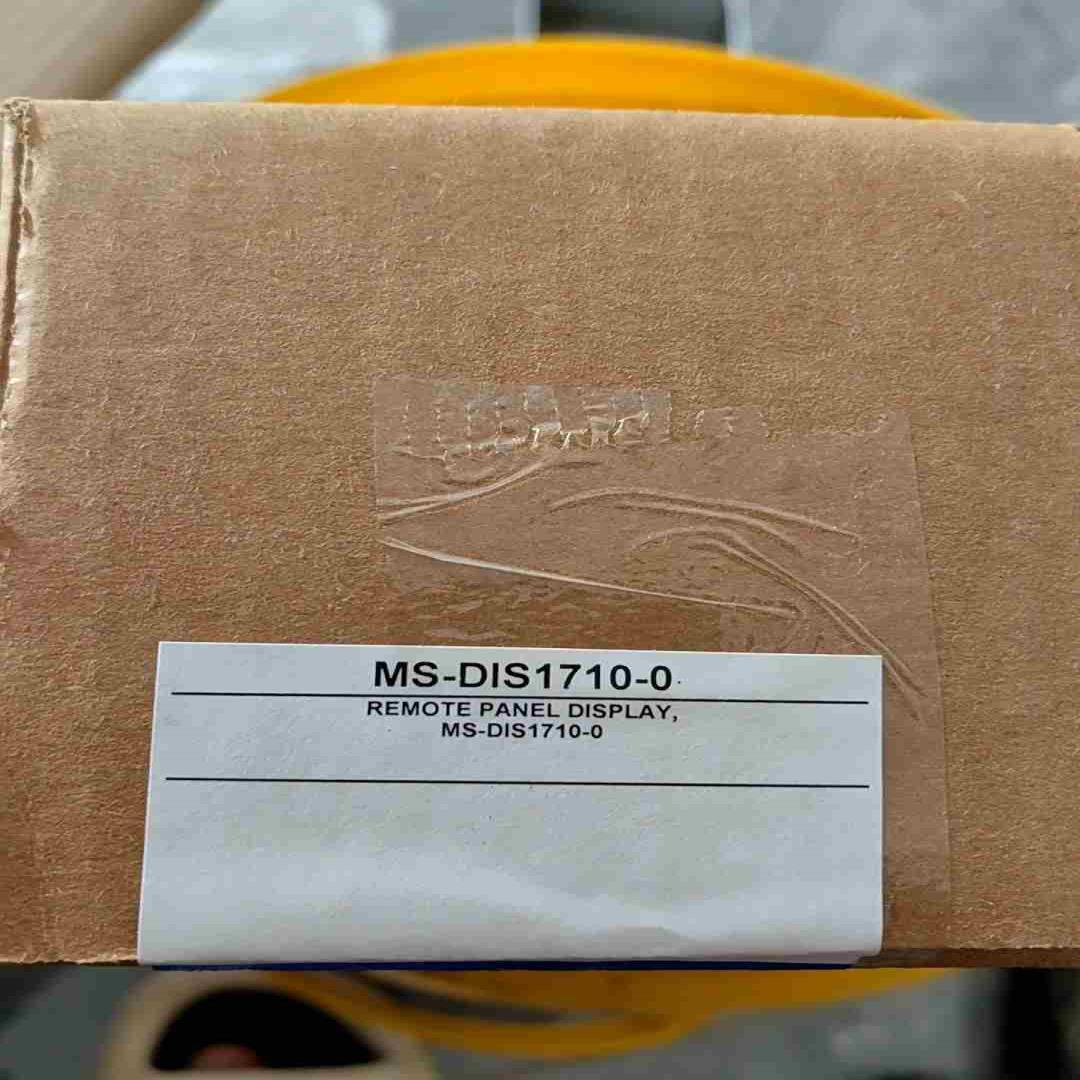 MS-DIS1710-0
REMOTE PANEL DISPLAY,
MS-DIS1710-0